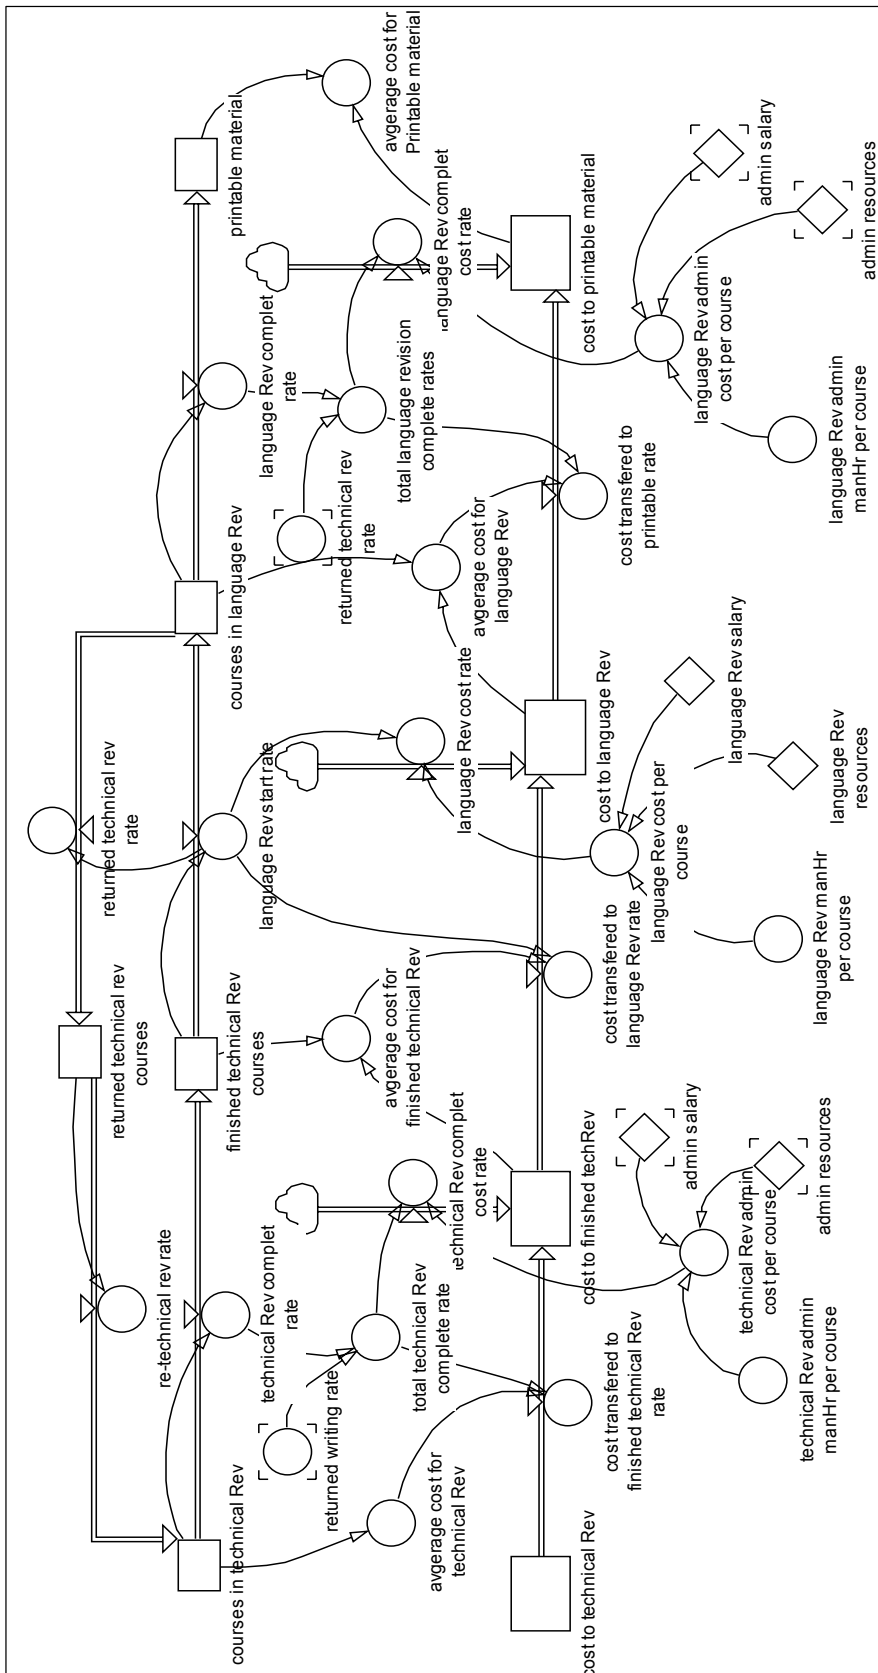 printable material
avgerage cost for
Printable material
language Rev complet
rate
language Rev complet
cost rate
total language revision
complete rates
returned technical rev
rate
courses in language Rev
avgerage cost for
language Rev
cost transfered to
printable rate
cost to printable material
admin salary
admin resources
language Rev admin
cost per course
language Rev admin
manHr per course
returned technical rev
rate
language Rev start rate
language Rev cost rate
cost to language Rev
language Rev salary
language Rev
resources
language Rev cost per
course
language Rev manHr
per course
returned technical rev
courses
finished technical Rev
courses
avgerage cost for
finished technical Rev
cost transfered to
language Rev rate
re-technical rev rate
technical Rev complet
rate
technical Rev complet
cost rate
cost to finished techRev
admin salary
admin resources
technical Rev admin
cost per course
technical Rev admin
manHr per course
returned writing rate
total technical Rev
complete rate
cost transfered to
finished technical Rev
rate
courses in technical Rev
avgerage cost for
technical Rev
cost to technical Rev